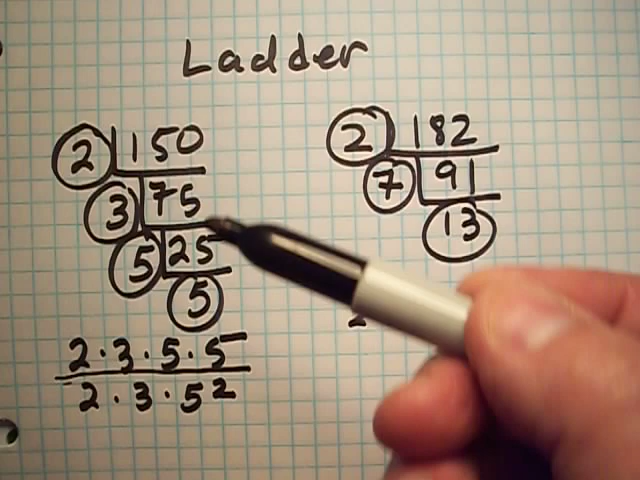 Ladder
2 150
3 75
5 25
5
2 · 3 · 5 · 5
2 · 3 · 5²
2 182
7 91
13